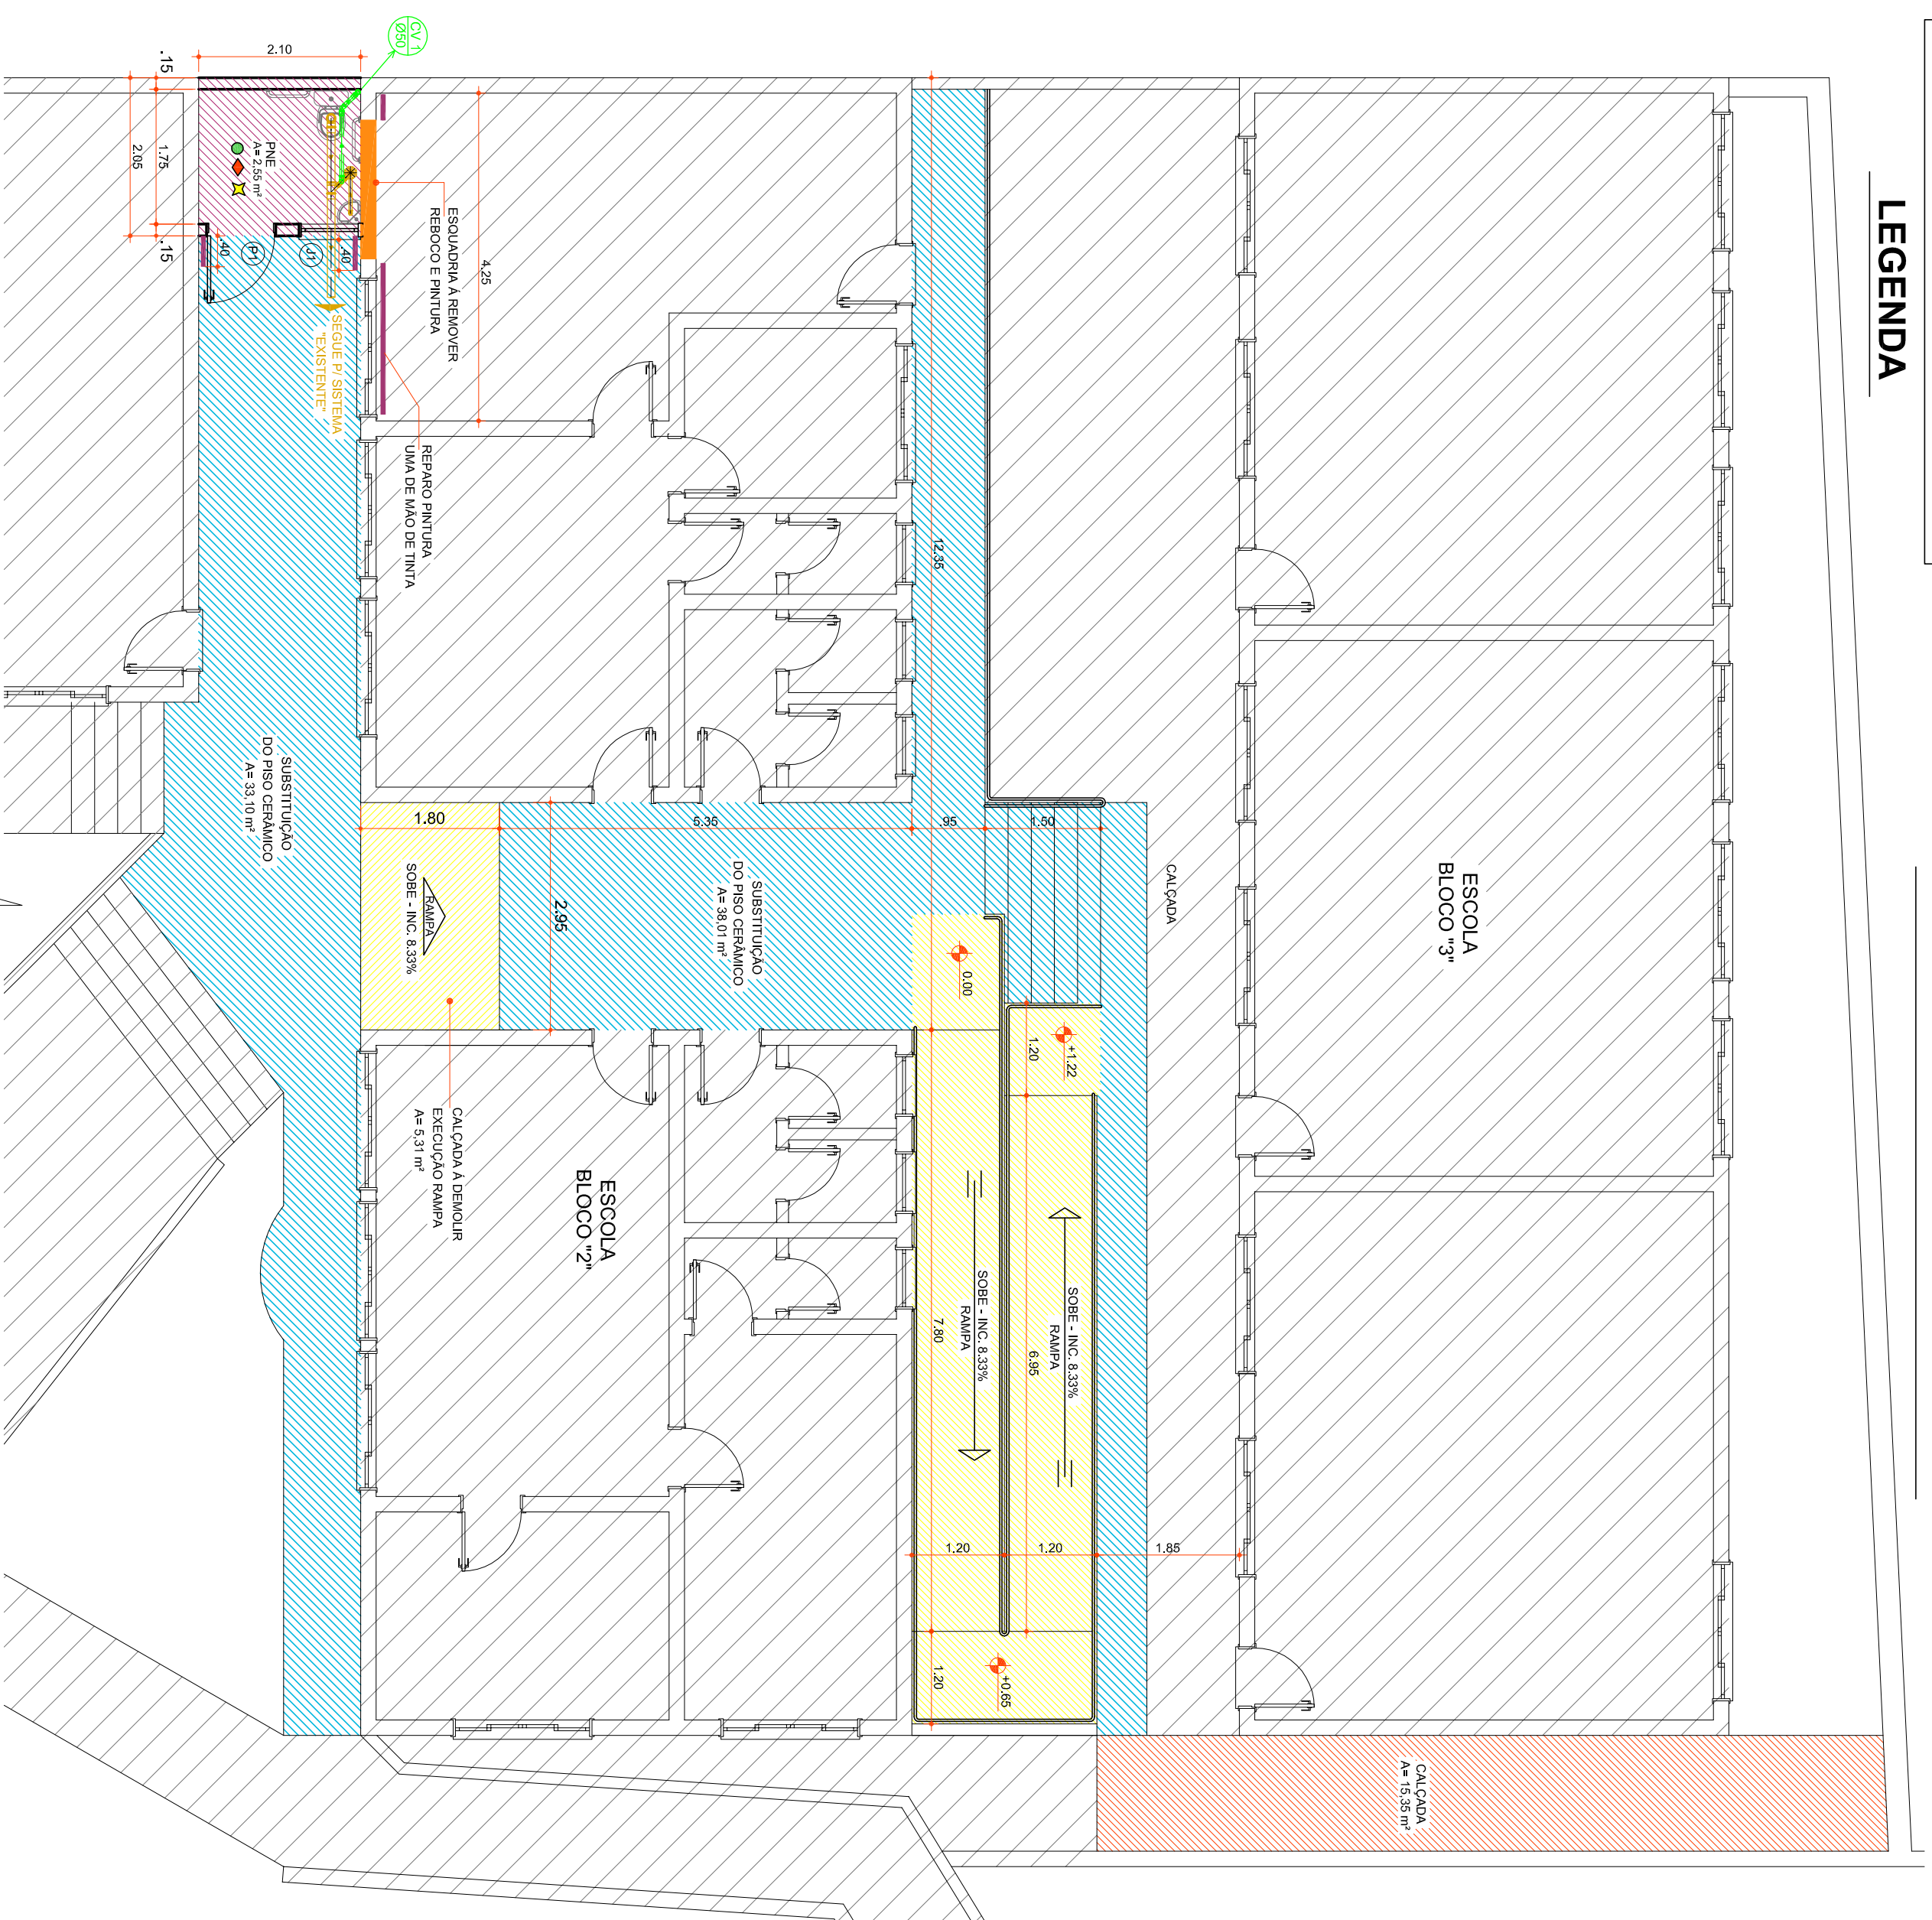 LEGENDA
CV 1
Ø50
2.10
.15
1.75
2.05
.15
PNE
A= 2,55 m²
.40
.40
P1
J1
SEGUE P/ SISTEMA
"EXISTENTE"
ESQUADRIA Á REMOVER
REBOCO E PINTURA
4.25
REPARO PINTURA
UMA DE MÃO DE TINTA
12.35
SUBSTITUIÇÃO
DO PISO CERÂMICO
A= 33,10 m²
1.80
5.35
.95
1.50
RAMPA
SOBE - INC. 8.33%
2.95
SUBSTITUIÇÃO
DO PISO CERÂMICO
A= 38,01 m²
CALÇADA
ESCOLA
BLOCO "3"
0.00
+1.22
1.20
CALÇADA Á DEMOLIR
EXECUÇÃO RAMPA
A= 5,31 m²
ESCOLA
BLOCO "2"
SOBE - INC. 8.33%
RAMPA
SOBE - INC. 8.33%
RAMPA
7.80
6.95
1.20
1.20
1.85
1.20
+0.65
CALÇADA
A= 15,35 m²